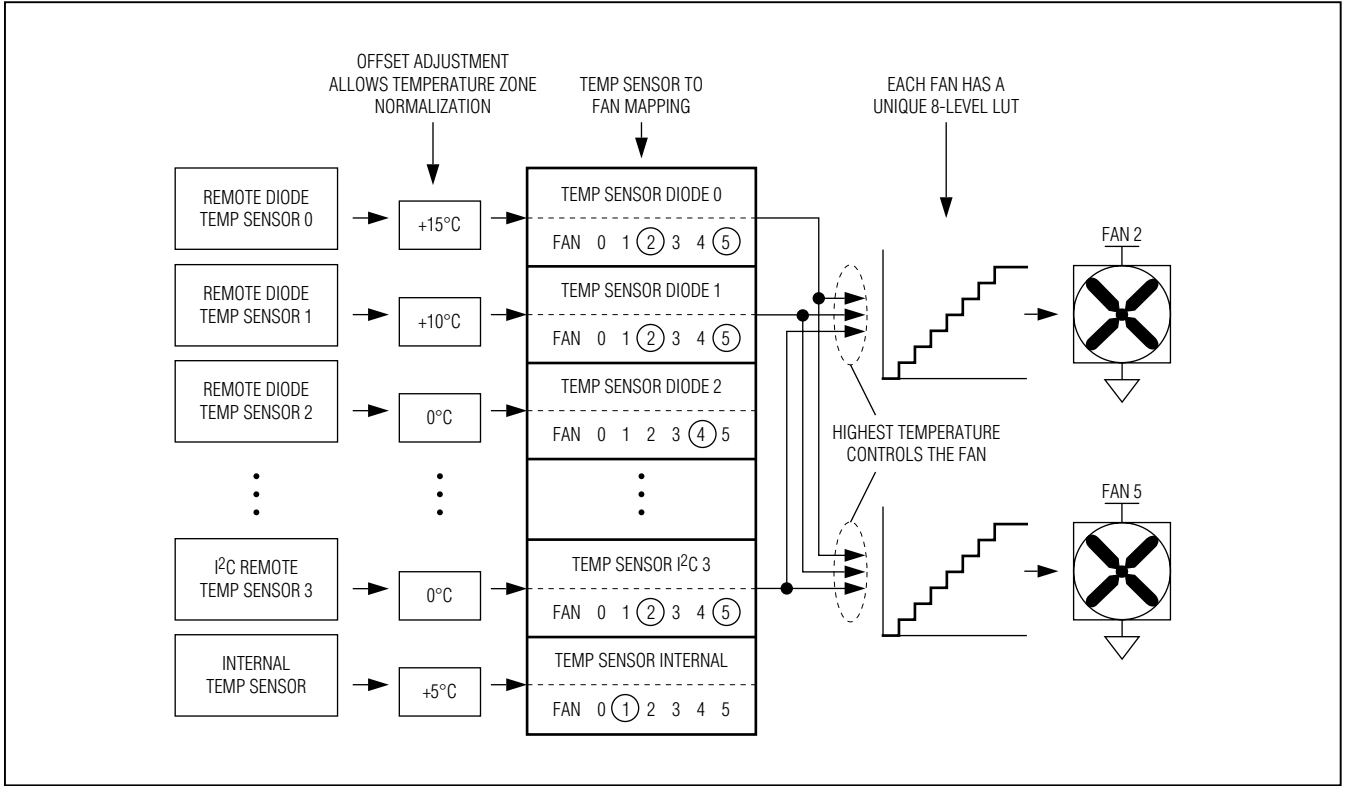 OFFSET ADJUSTMENT
ALLOWS TEMPERATURE ZONE
NORMALIZATION
TEMP SENSOR TO
FAN MAPPING
EACH FAN HAS A
UNIQUE 8-LEVEL LUT
REMOTE DIODE
TEMP SENSOR 0
+15°C
TEMP SENSOR DIODE 0
FAN 0 1 2 3 4 5
REMOTE DIODE
TEMP SENSOR 1
+10°C
TEMP SENSOR DIODE 1
FAN 0 1 2 3 4 5
REMOTE DIODE
TEMP SENSOR 2
0°C
TEMP SENSOR DIODE 2
FAN 0 1 2 3 4 5
I2C REMOTE
TEMP SENSOR 3
0°C
TEMP SENSOR I2C 3
FAN 0 1 2 3 4 5
INTERNAL
TEMP SENSOR
+5°C
TEMP SENSOR INTERNAL
FAN 0 1 2 3 4 5
HIGHEST TEMPERATURE
CONTROLS THE FAN
FAN 2
FAN 5